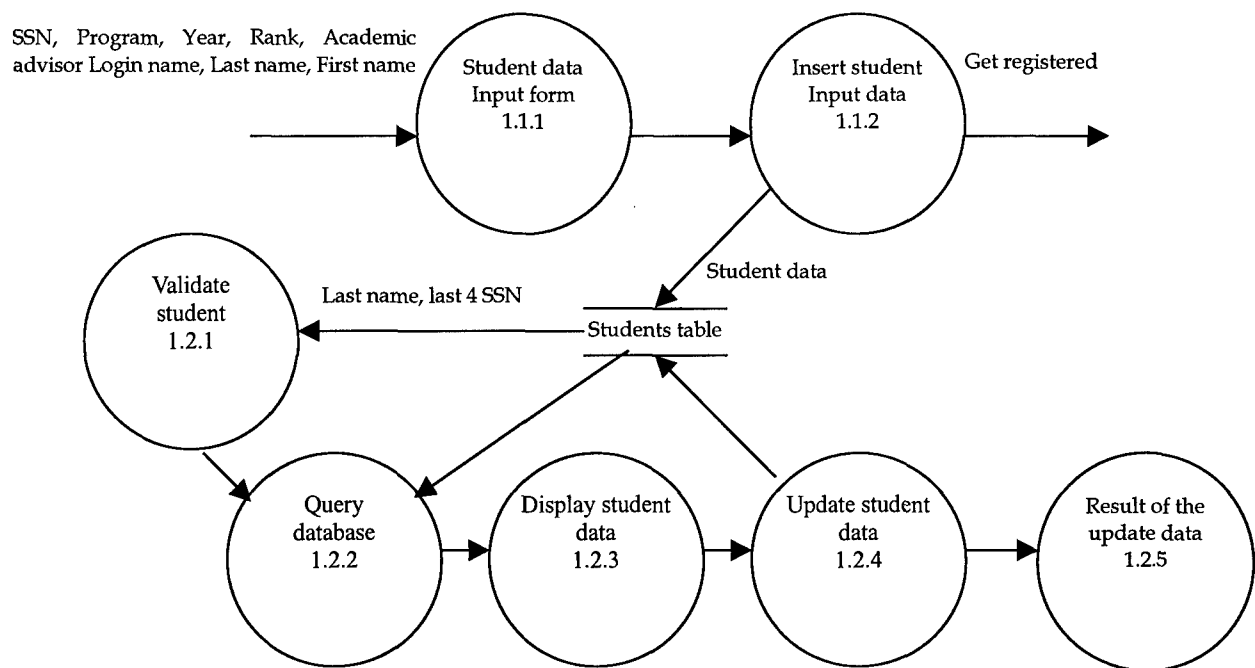 SSN, Program, Year, Rank, Academic
advisor Login name, Last name, First name
Student data
Input form
1.1.1
Insert student
Input data
1.1.2
Get registered
Student data
Validate
student
1.2.1
Last name, last 4 SSN
Students table
Query
database
1.2.2
Display student
data
1.2.3
Update student
data
1.2.4
Result of the
update data
1.2.5